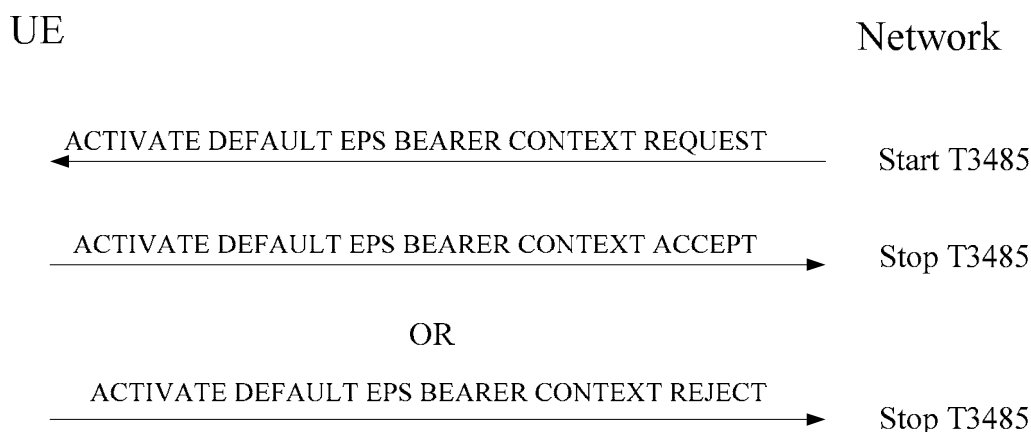 UE
Network
ACTIVATE DEFAULT EPS BEARER CONTEXT REQUEST
Start T3485
ACTIVATE DEFAULT EPS BEARER CONTEXT ACCEPT
Stop T3485
OR
ACTIVATE DEFAULT EPS BEARER CONTEXT REJECT
Stop T3485